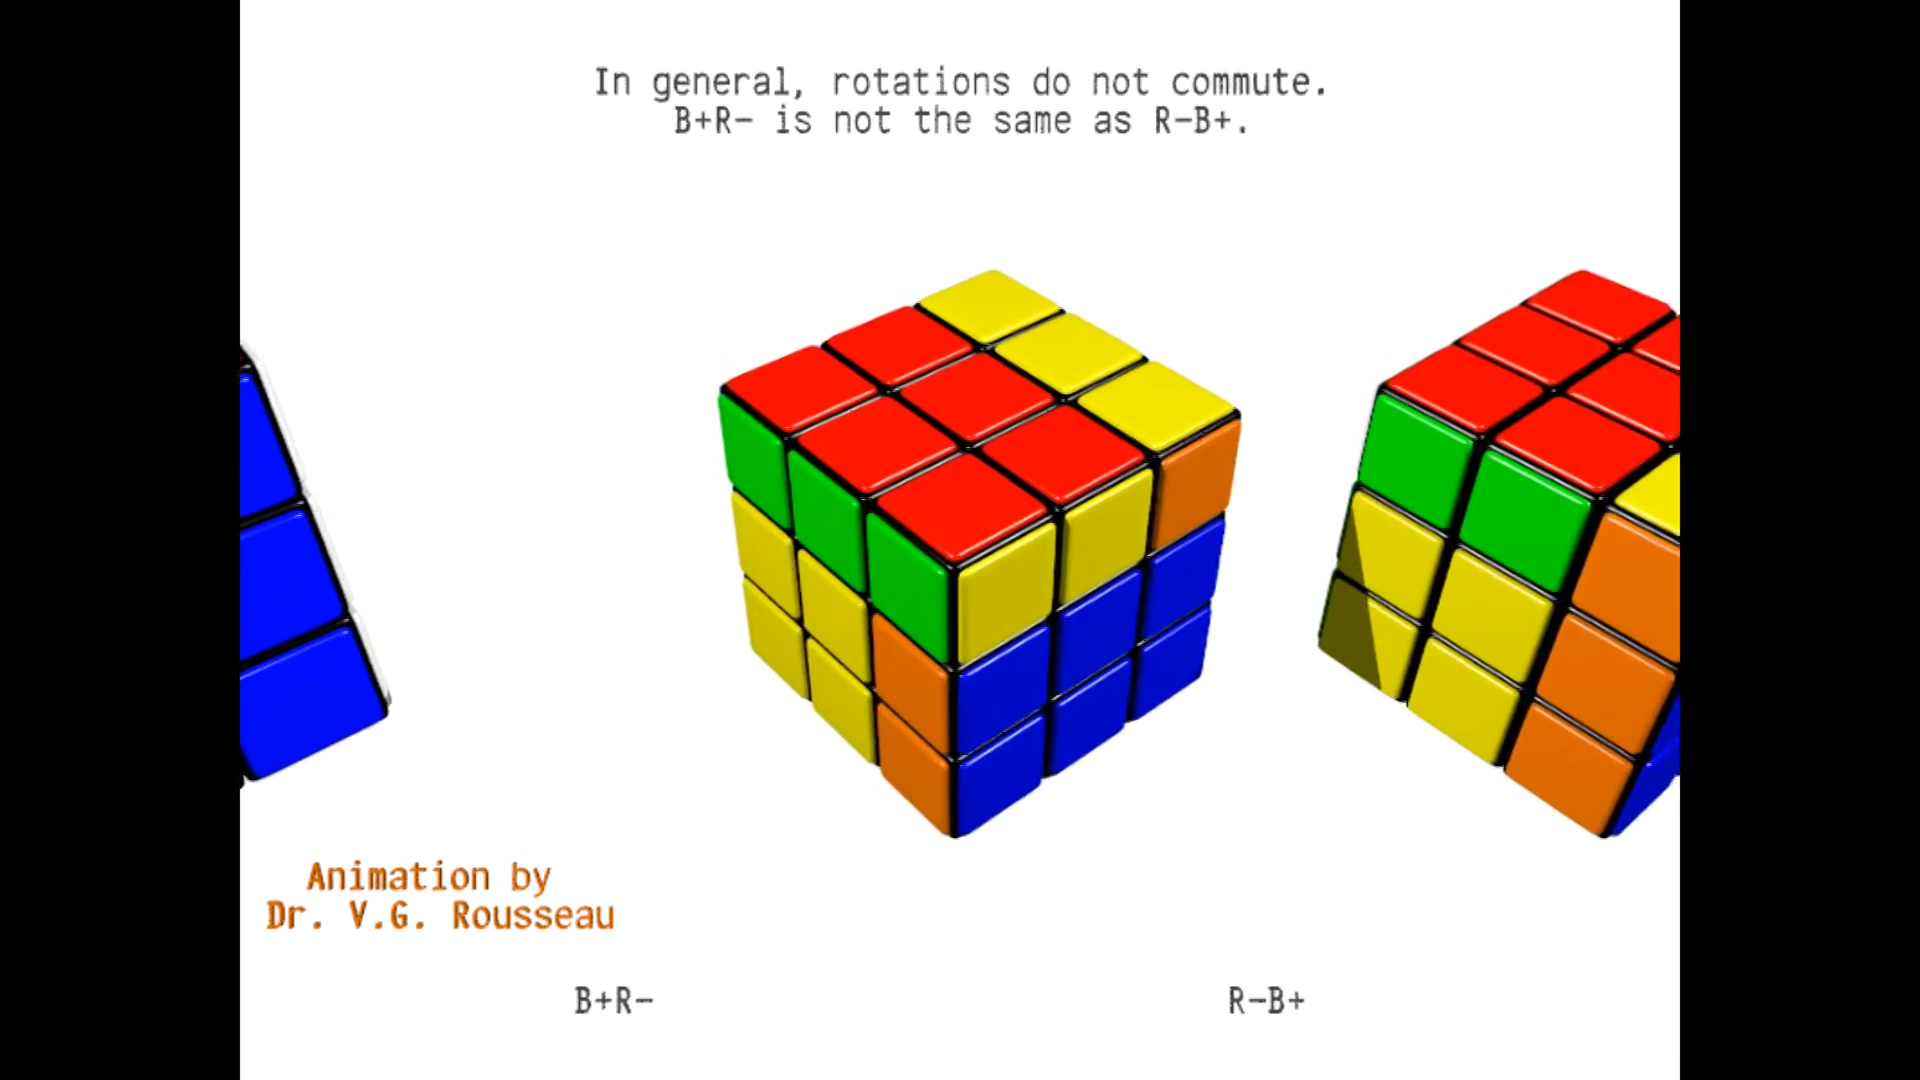 In general, rotations do not commute.
B+R- is not the same as R-B+.
Animation by
Dr. V.G. Rousseau
B+R-
R-B+